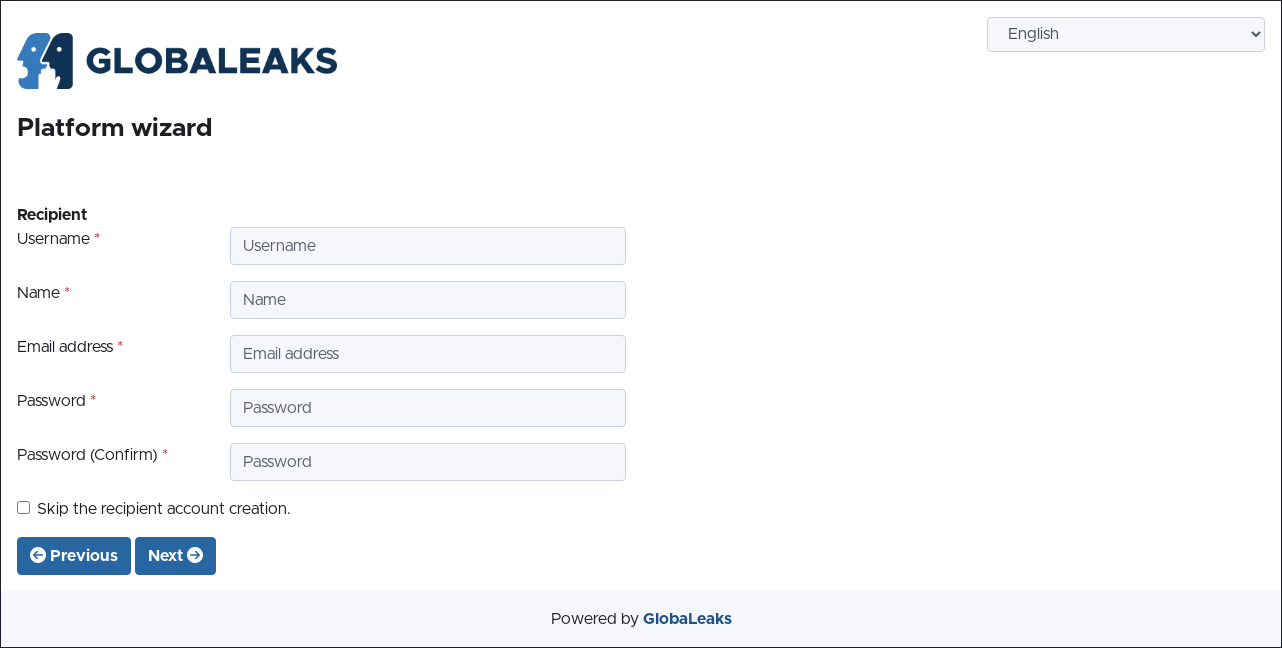 English
GLOBALEAKS
Platform wizard
Recipient
Username *
Username
Name *
Name
Email address *
Email address
Password *
Password
Password (Confirm) *
Password
Skip the recipient account creation.
Previous Next
Powered by GlobaLeaks